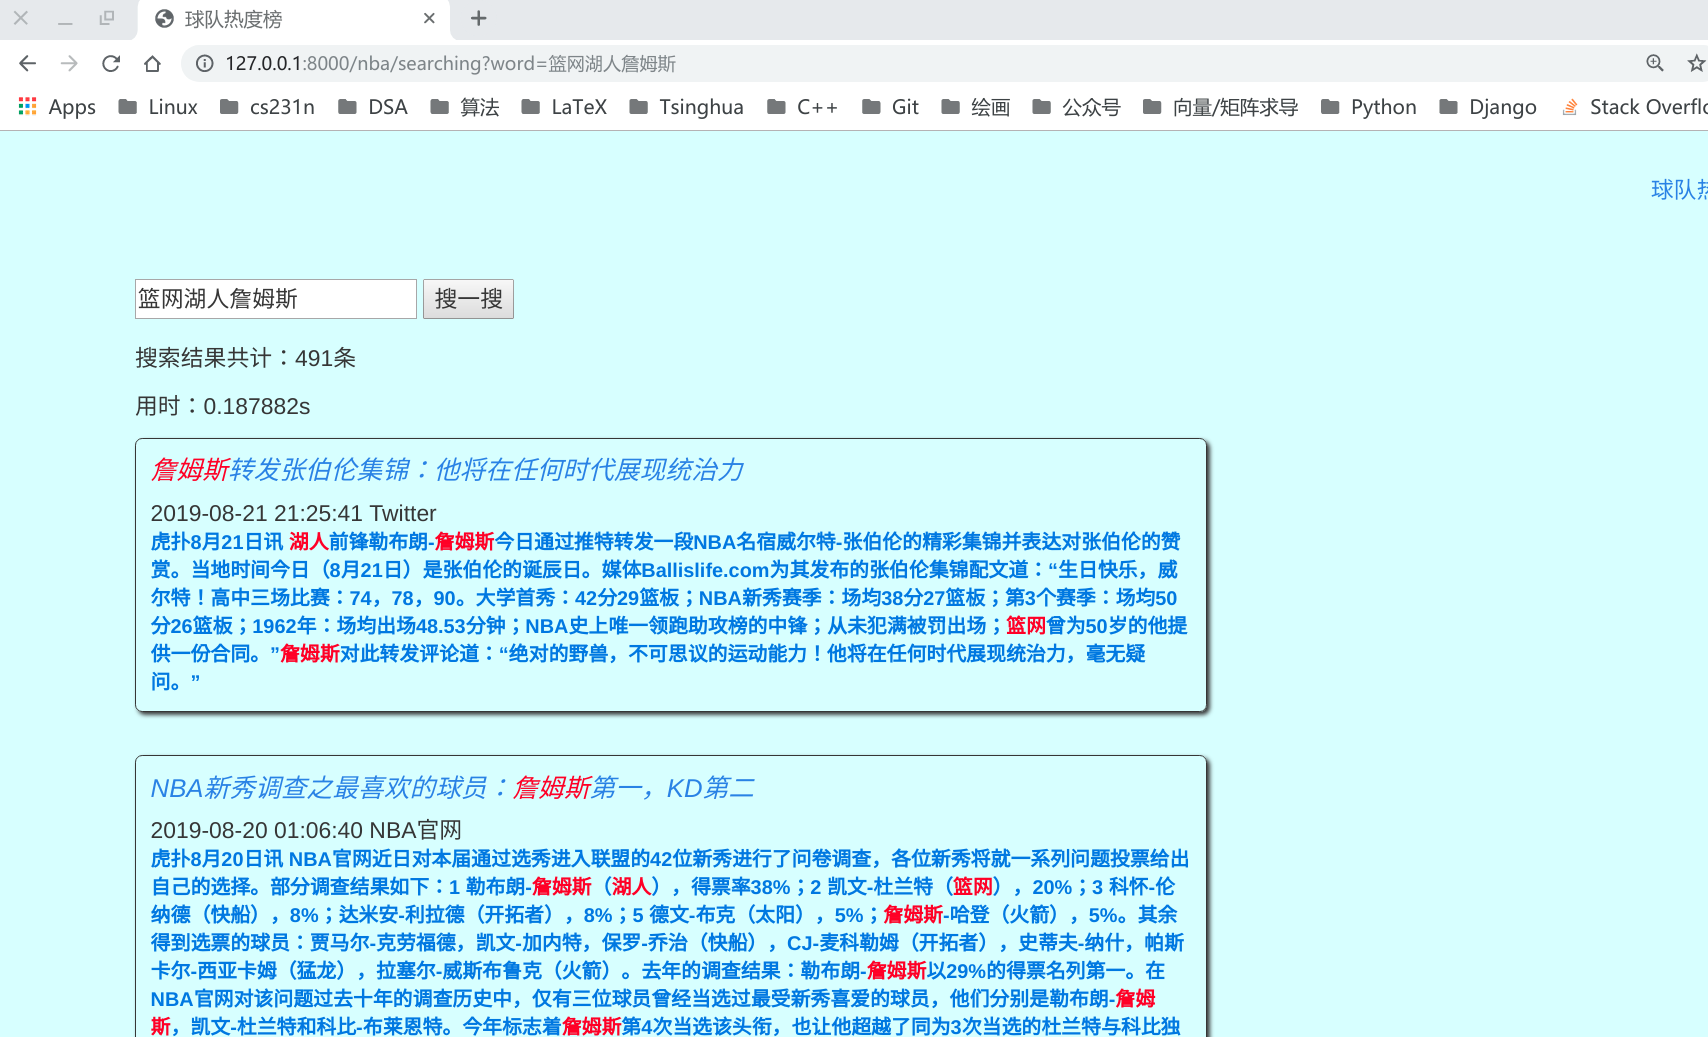 球队热度榜
127.0.0.1:8000/nba/searching?word=篮网湖人詹姆斯
Apps Linux cs231n DSA 算法 LaTeX Tsinghua C++ Git 绘画 公众号 向量/矩阵求导 Python Django Stack Overflo
球队热
篮网湖人詹姆斯 搜一搜
搜索结果共计：491条
用时：0.187882s
詹姆斯转发张伯伦集锦：他将在任何时代展现统治力
2019-08-21 21:25:41 Twitter
虎扑8月21日讯 湖人前锋勒布朗-詹姆斯今日通过推特转发一段NBA名宿威尔特-张伯伦的精彩集锦并表达对张伯伦的赞
赏。当地时间今日（8月21日）是张伯伦的诞辰日。媒体Ballislife.com为其发布的张伯伦集锦配文道：“生日快乐，威
尔特！高中三场比赛：74，78，90。大学首秀：42分29篮板；NBA新秀赛季：场均38分27篮板；第3个赛季：场均50
分26篮板；1962年：场均出场48.53分钟；NBA史上唯一领跑助攻榜的中锋；从未犯满被罚出场；篮网曾为50岁的他提
供一份合同。”詹姆斯对此转发评论道：“绝对的野兽，不可思议的运动能力！他将在任何时代展现统治力，毫无疑
问。”
NBA新秀调查之最喜欢的球员：詹姆斯第一，KD第二
2019-08-20 01:06:40 NBA官网
虎扑8月20日讯 NBA官网近日对本届通过选秀进入联盟的42位新秀进行了问卷调查，各位新秀将就一系列问题投票给出
自己的选择。部分调查结果如下：1 勒布朗-詹姆斯（湖人），得票率38%；2 凯文-杜兰特（篮网），20%；3 科怀-伦
纳德（快船），8%；达米安-利拉德（开拓者），8%；5 德文-布克（太阳），5%；詹姆斯-哈登（火箭），5%。其余
得到选票的球员：贾马尔-克劳福德，凯文-加内特，保罗-乔治（快船），CJ-麦科勒姆（开拓者），史蒂夫-纳什，帕斯
卡尔-西亚卡姆（猛龙），拉塞尔-威斯布鲁克（火箭）。去年的调查结果：勒布朗-詹姆斯以29%的得票名列第一。在
NBA官网对该问题过去十年的调查历史中，仅有三位球员曾经当选过最受新秀喜爱的球员，他们分别是勒布朗-詹姆
斯，凯文-杜兰特和科比-布莱恩特。今年标志着詹姆斯第4次当选该头衔，也让他超越了同为3次当选的杜兰特与科比独